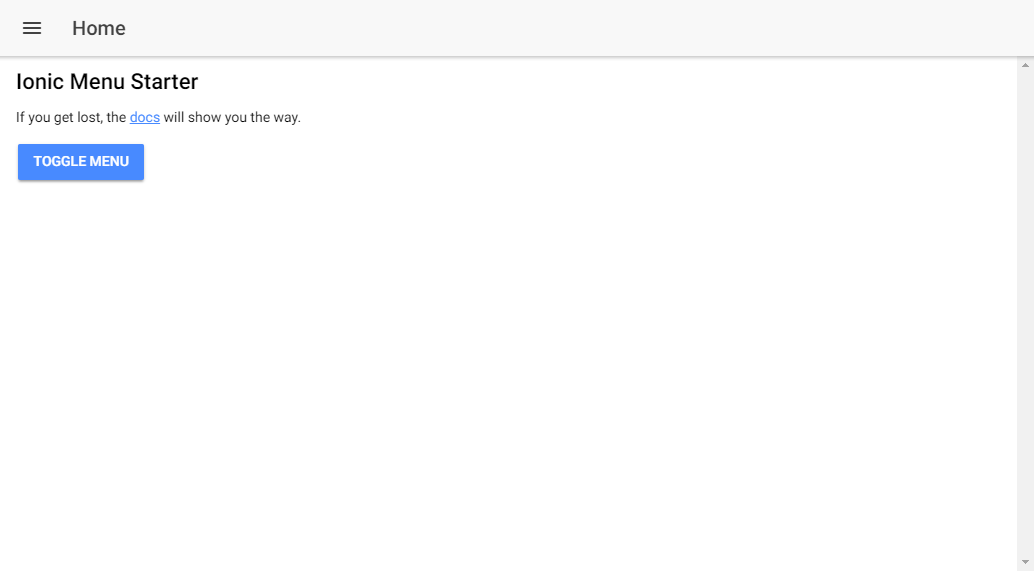 Home
Ionic Menu Starter
If you get lost, the docs will show you the way.
TOGGLE MENU